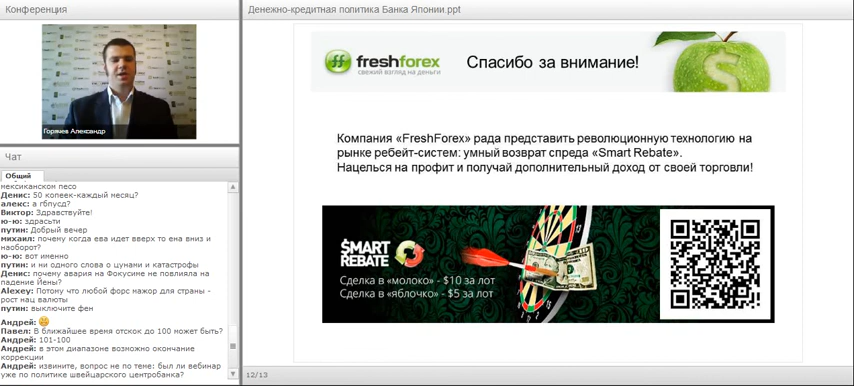 Конференция
Горячев Александр
Чат
Общий
мексиканском песо
Денис: 50 копеек-каждый месяц?
алекс: а гбпусд?
Виктор: Здравствуйте!
ю-ю: здрасьти
путин: Добрый вечер
михаил: почему когда ева идет вверх то ена вниз и
наоборот?
ю-ю: вот именно
путин: и ни одного слова о цунами и катастрофы
Денис: почему авария на Фокусиме не повлияла на
падение Йены?
Alexey: Потому что любой форс мажор для страны -
рост нац валюты
путин: выключите фен
Андрей:
Павел: В ближайшее время отскок до 100 может быть?
Андрей: 101-100
Андрей: в этом диапазоне возможно окончание
коррекции
Андрей: извините, вопрос не по теме: был ли вебинар
уже по политике швейцарского центробанка?
Денежно-кредитная политика Банка Японии.ppt
freshforex
свежий взгляд на деньги
Спасибо за внимание!
Компания «FreshForex» рада представить революционную технологию на
рынке ребейт-систем: умный возврат спреда «Smart Rebate».
Нацелься на профит и получай дополнительный доход от своей торговли!
$MART
REBATE
Сделка в «молоко» - $10 за лот
Сделка в «яблочко» - $5 за лот
12/13